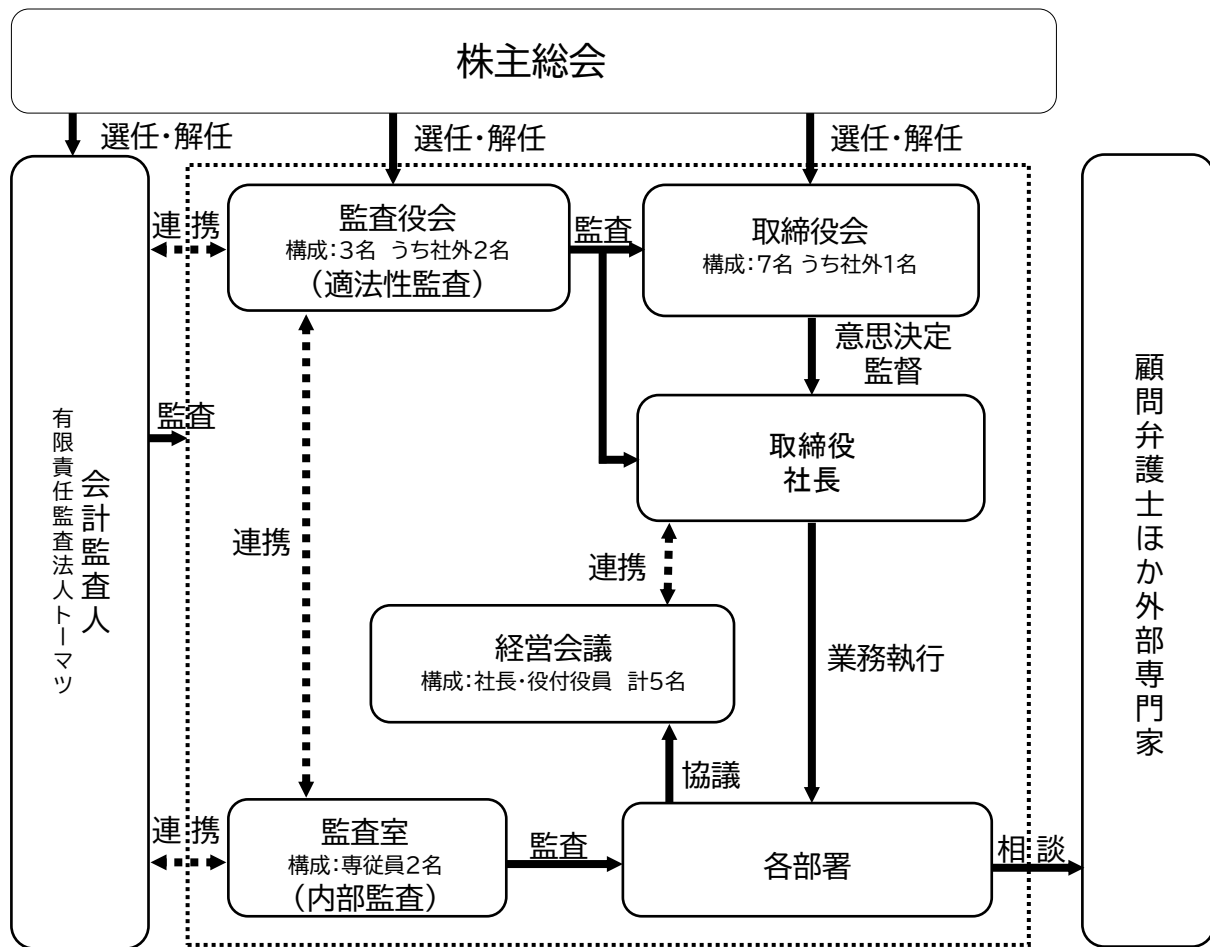 株主総会
選任・解任
選任・解任
選任・解任
連 携
監査役会
構成：3名 うち社外2名
（適法性監査）
監査
取締役会
構成：7名 うち社外1名
意思決定
監督
監査
会計監査人
有限責任監査法人トーマツ
取締役
社長
顧問弁護士ほか外部専門家
連携
連携
経営会議
構成：社長・役付役員 計5名
業務執行
協議
連 携
監査室
構成：専従員2名
（内部監査）
監査
各部署
相 談